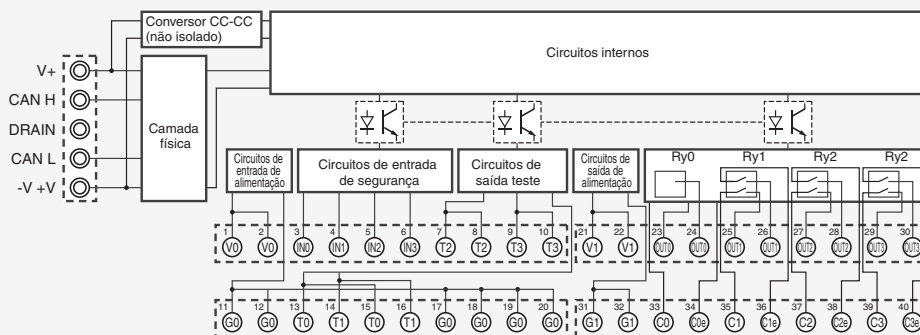 Conversor CC-CC
(não isolado)
Circuitos internos
V+
CAN H
DRAIN
CAN L
-V +V
Camada
física
Circuitos de
entrada de
alimentação
Circuitos de entrada
de segurança
Circuitos de
saída teste
Circuitos de
saída de
alimentação
Ry0 Ry1 Ry2 Ry2
1 2 3 4 5 6 7 8 9 10 21 22 23 24 25 26 27 28 29 30
V0 V0 IN0 IN1 IN2 IN3 T2 T2 T3 T3 V1 V1 OUT0 OUT0 OUT1 OUT1 OUT2 OUT2 OUT3 OUT3
11 12 13 14 15 16 17 18 19 20 31 32 33 34 35 36 37 38 39 40
G0 G0 T0 T1 T0 T1 G0 G0 G0 G0 G1 G1 C0 C0e C1 C1e C2 C2e C3 C3e